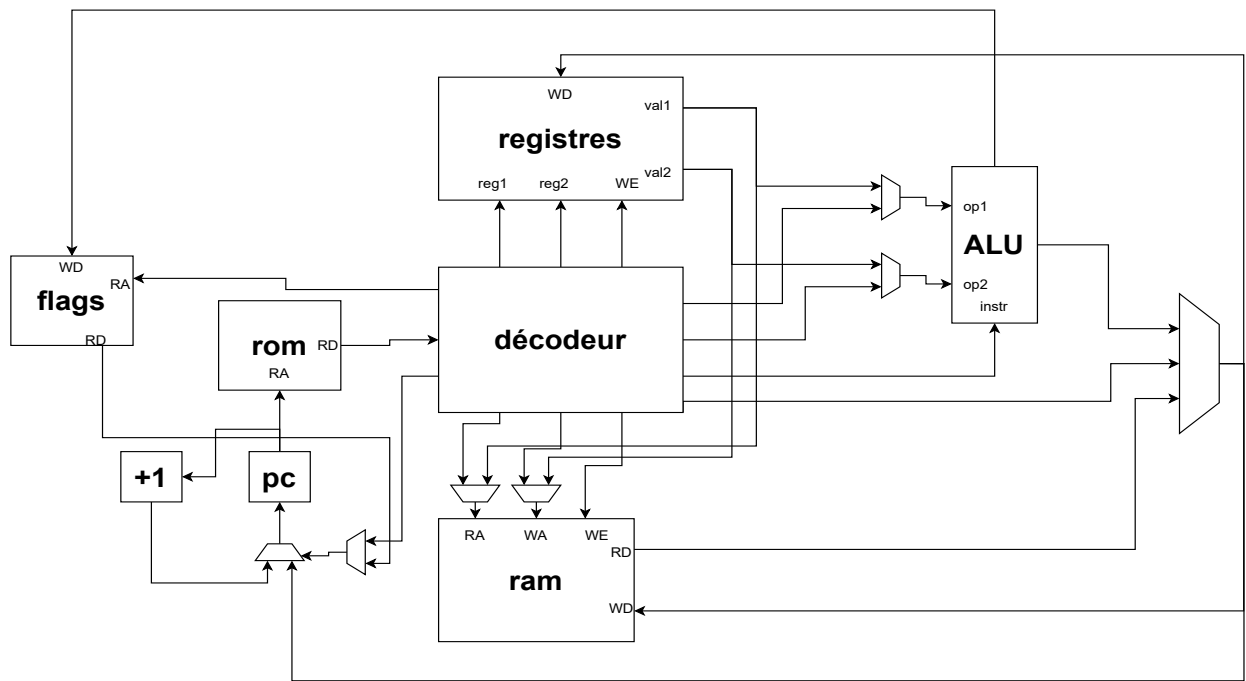 WD
val1
registres
val2
reg1
reg2
WE
op1
ALU
op2
instr
WD
RA
flags
RD
rom
RD
RA
décodeur
+1
pc
RA
WA
WE
RD
ram
WD